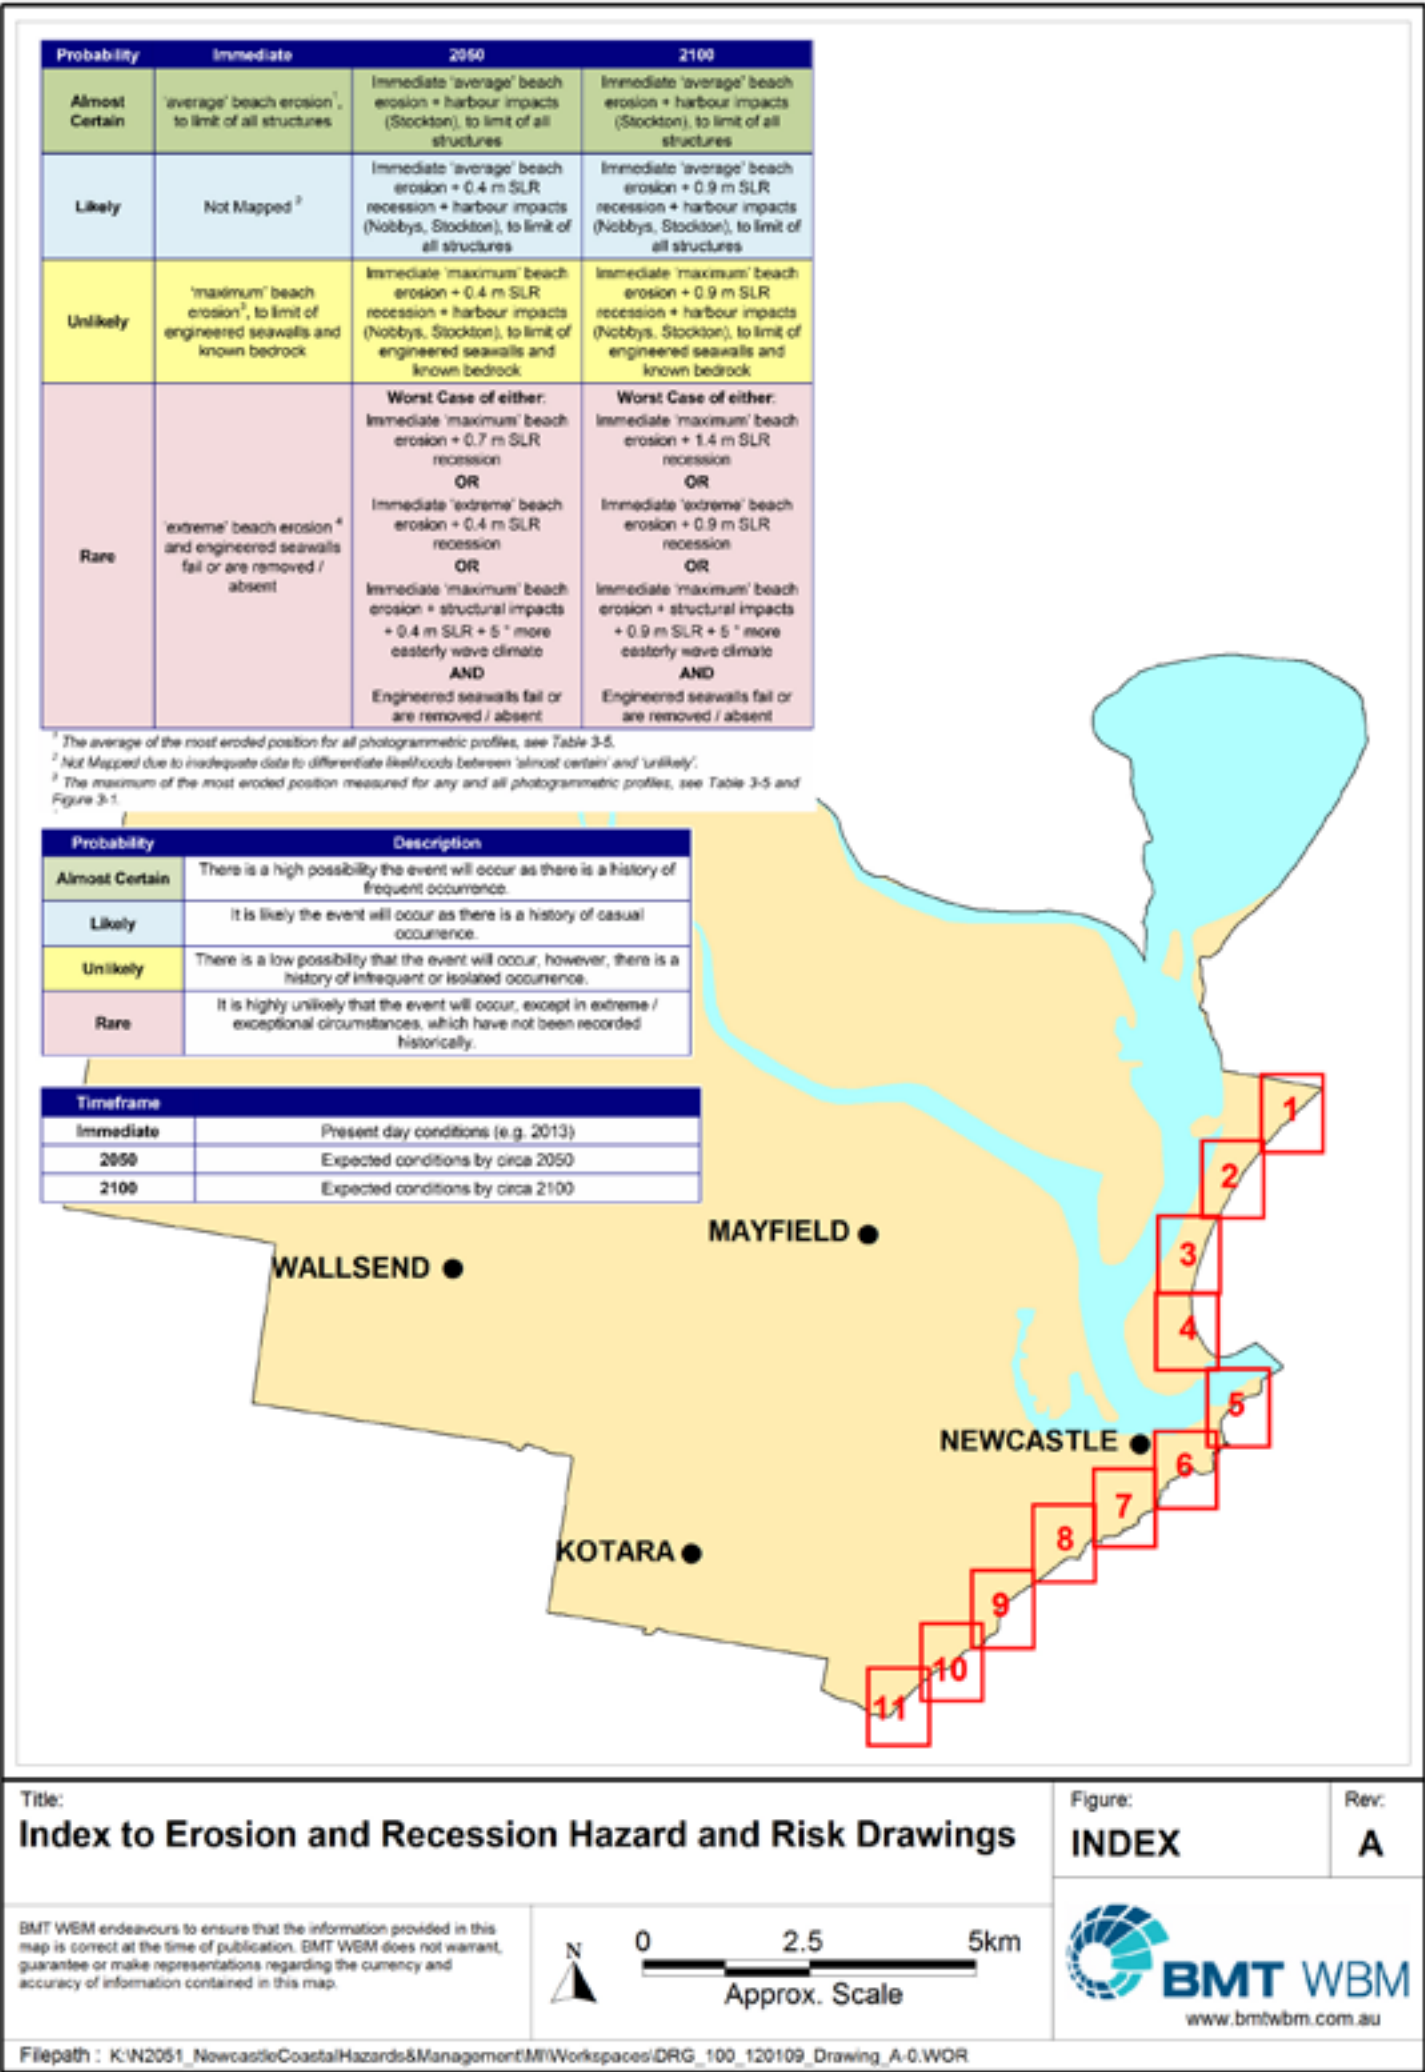 Probability Immediate 2050 2100
Almost Certain
'average' beach erosion 1,
to limit of all structures
Immediate 'average' beach
erosion + harbour impacts
(Stockton), to limit of all
structures
Immediate 'average' beach
erosion + harbour impacts
(Stockton), to limit of all
structures
Likely
Not Mapped 2
Immediate 'average' beach
erosion + 0.4 m SLR
recession + harbour impacts
(Nobbys, Stockton), to limit of
all structures
Immediate 'average' beach
erosion + 0.9 m SLR
recession + harbour impacts
(Nobbys, Stockton), to limit of
all structures
Unlikely
'maximum' beach
erosion 3, to limit of
engineered seawalls and
known bedrock
Immediate 'maximum' beach
erosion + 0.4 m SLR
recession + harbour impacts
(Nobbys, Stockton), to limit of
engineered seawalls and
known bedrock
Immediate 'maximum' beach
erosion + 0.9 m SLR
recession + harbour impacts
(Nobbys, Stockton), to limit of
engineered seawalls and
known bedrock
Rare
'extreme' beach erosion 4
and engineered seawalls
fail or are removed /
absent
Worst Case of either:
Immediate 'maximum' beach
erosion + 0.7 m SLR
recession
OR
Immediate 'extreme' beach
erosion + 0.4 m SLR
recession
OR
Immediate 'maximum' beach
erosion + structural impacts
+ 0.4 m SLR + 5 ° more
easterly wave climate
AND
Engineered seawalls fail or
are removed / absent
Worst Case of either:
Immediate 'maximum' beach
erosion + 1.4 m SLR
recession
OR
Immediate 'extreme' beach
erosion + 0.9 m SLR
recession
OR
Immediate 'maximum' beach
erosion + structural impacts
+ 0.9 m SLR + 5 ° more
easterly wave climate
AND
Engineered seawalls fail or
are removed / absent
1 The average of the most eroded position for all photogrammetric profiles, see Table 3-5.
2 Not Mapped due to inadequate data to differentiate likelihoods between 'almost certain' and 'unlikely'.
3 The maximum of the most eroded position measured for any and all photogrammetric profiles, see Table 3-5 and
Figure 3-1.
Probability Description
Almost Certain
There is a high possibility the event will occur as there is a history of
frequent occurrence.
Likely
It is likely the event will occur as there is a history of casual
occurrence.
Unlikely
There is a low possibility that the event will occur, however, there is a
history of infrequent or isolated occurrence.
Rare
It is highly unlikely that the event will occur, except in extreme /
exceptional circumstances, which have not been recorded
historically.
Timeframe
Immediate Present day conditions (e.g. 2013)
2050 Expected conditions by circa 2050
2100 Expected conditions by circa 2100
1
2
3
4
5
6
7
8
9
10
11
MAYFIELD
WALLSEND
NEWCASTLE
KOTARA
Title:
Index to Erosion and Recession Hazard and Risk Drawings
Figure:
INDEX
Rev:
A
BMT WBM endeavours to ensure that the information provided in this
map is correct at the time of publication. BMT WBM does not warrant,
guarantee or make representations regarding the currency and
accuracy of information contained in this map.
N
0 2.5 5km
Approx. Scale
BMT WBM
www.bmtwbm.com.au
Filepath : K:\N2051_NewcastleCoastalHazards&Management\MI\Workspaces\DRG_100_120109_Drawing_A-0.WOR